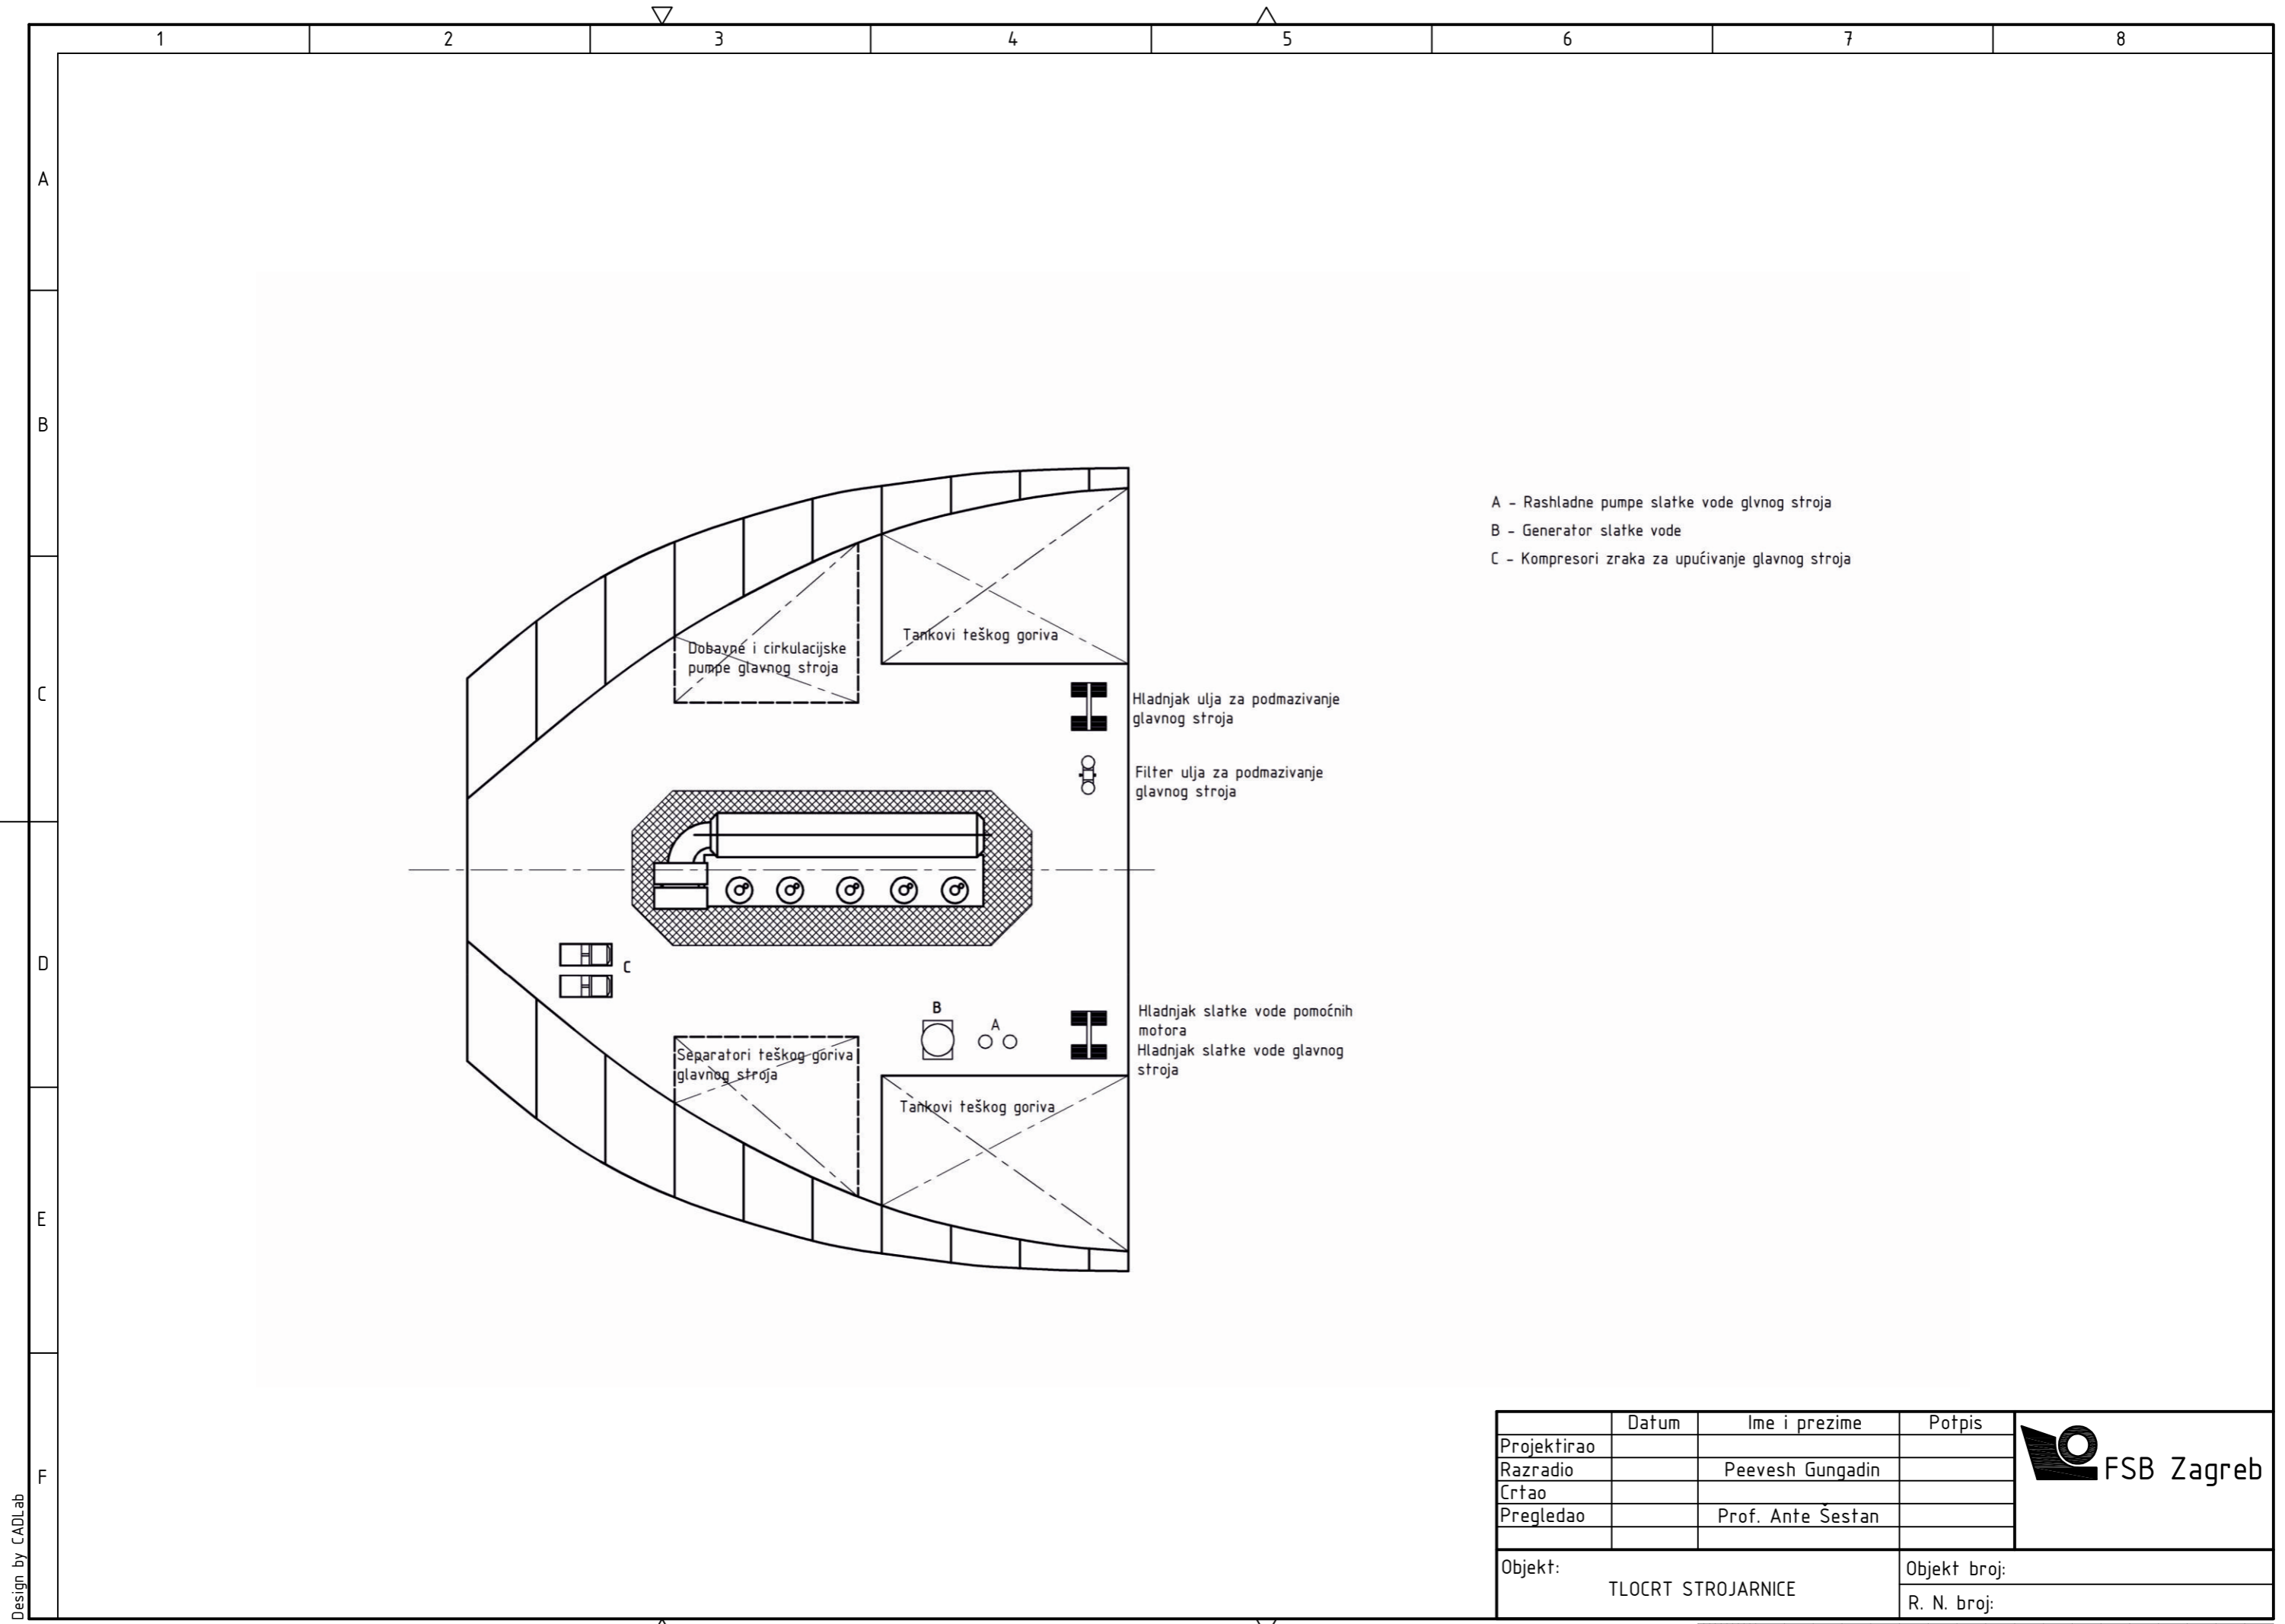 1 2 3 4 5 6 7 8
A
B
C
D
E
F
A - Rashladne pumpe slatke vode glvnog stroja
B - Generator slatke vode
C - Kompresori zraka za upućivanje glavnog stroja
Tankovi teškog goriva
Dobavne i cirkulacijske
pumpe glavnog stroja
Hladnjak ulja za podmazivanje
glavnog stroja
Filter ulja za podmazivanje
glavnog stroja
C
B
A
Hladnjak slatke vode pomoćnih
motora
Hladnjak slatke vode glavnog
stroja
Separatori teškog goriva
glavnog stroja
Tankovi teškog goriva
Datum Ime i prezime Potpis
Projektirao
Razradio Peevesh Gungadin
Crtao
Pregledao Prof. Ante Šestan
FSB Zagreb
Objekt:
TLOCRT STROJARNICE
Objekt broj:
R. N. broj:
Design by CADLab